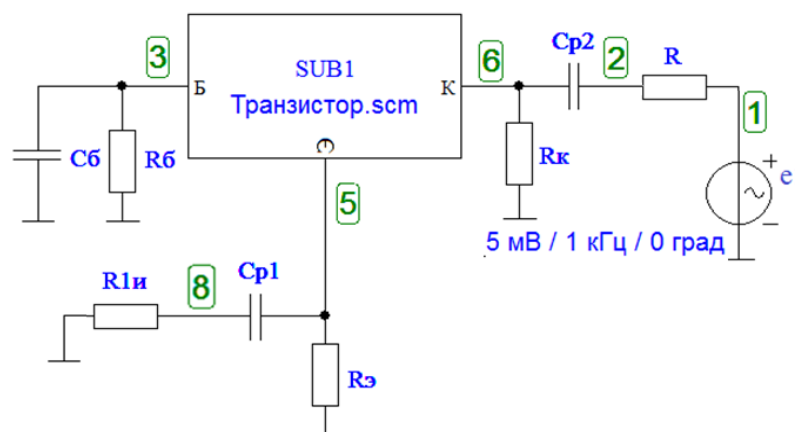 3
SUB1
Транзистор.scm
Б
К
Є
6
Ср2
2
R
1
Сб
Rб
Rк
+
e
−
5
5 мВ / 1 кГц / 0 град
R1и
8
Ср1
Rэ